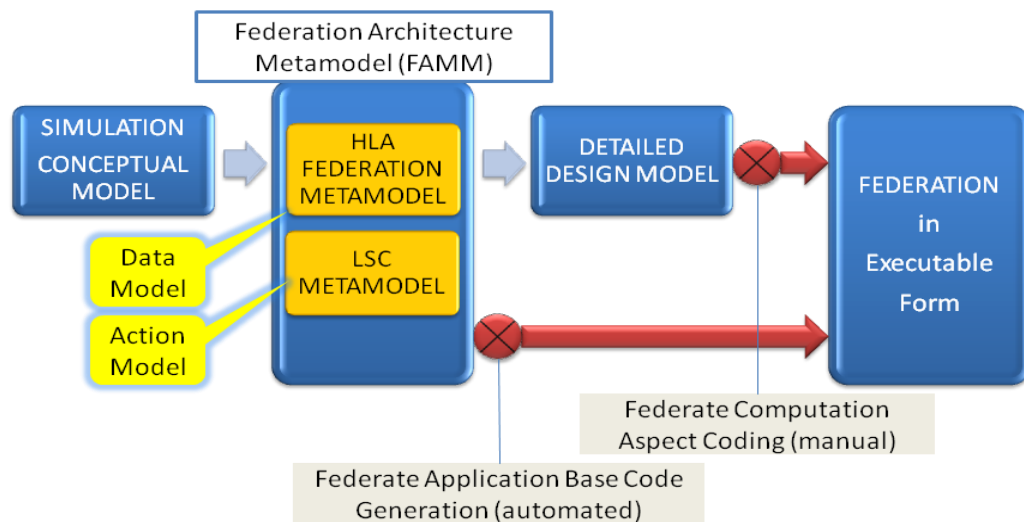 Federation Architecture
Metamodel (FAMM)
SIMULATION
CONCEPTUAL
MODEL
HLA
FEDERATION
METAMODEL
LSC
METAMODEL
Data
Model
Action
Model
DETAILED
DESIGN MODEL
FEDERATION
in
Executable
Form
Federate Computation
Aspect Coding (manual)
Federate Application Base Code
Generation (automated)